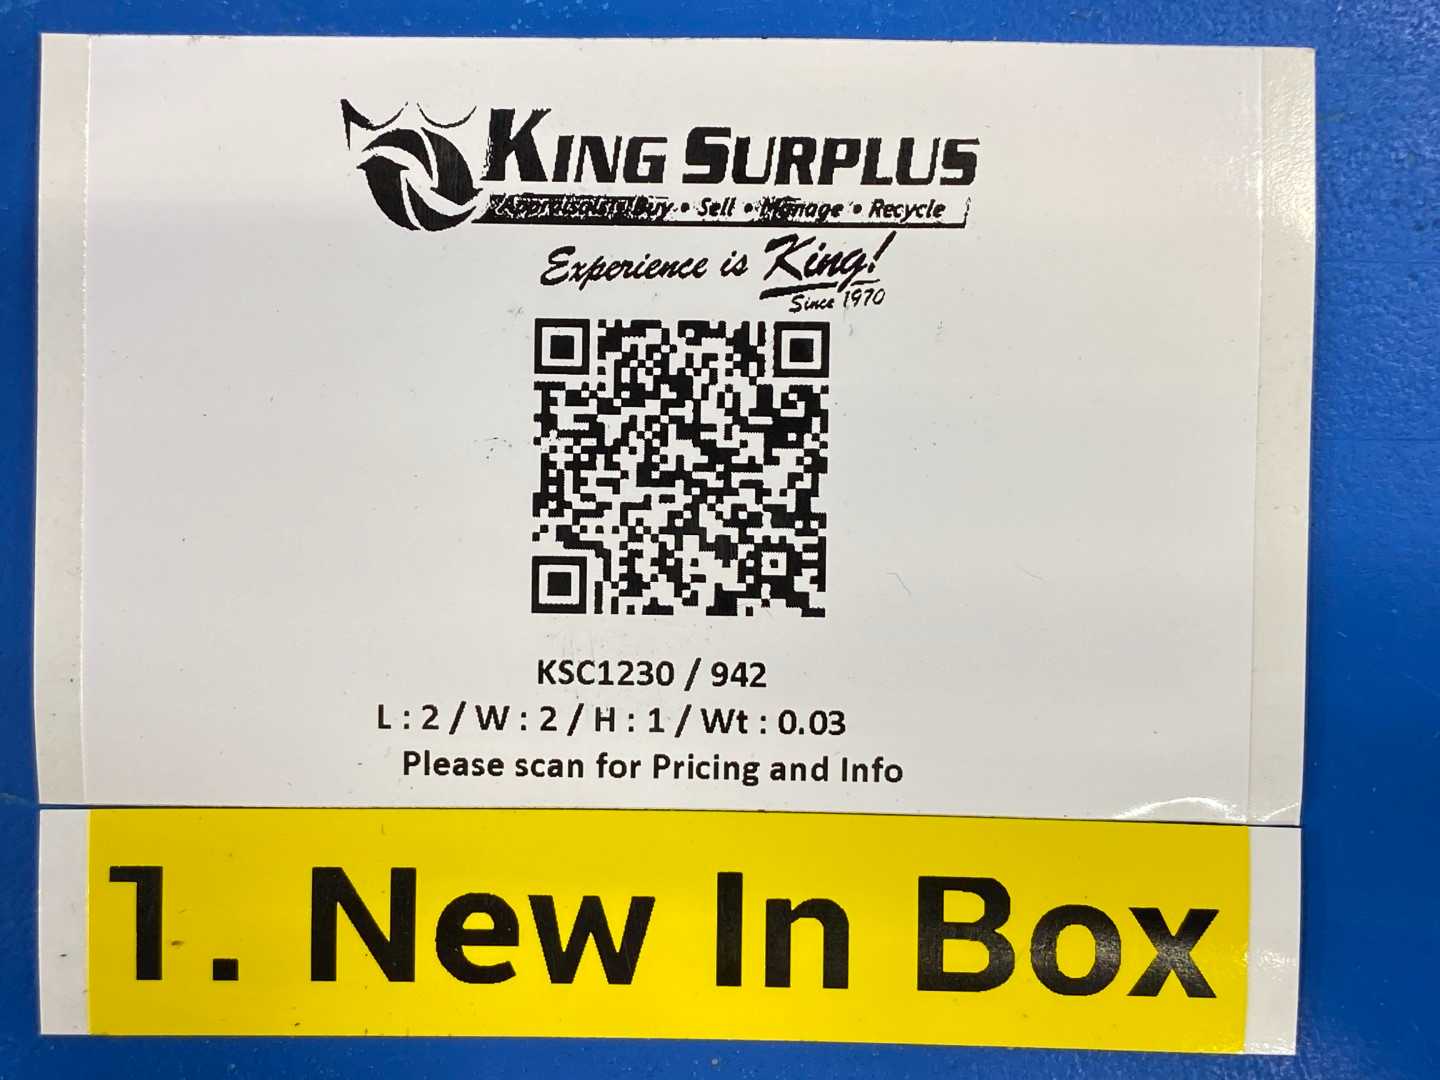 KING SURPLUS
Appraisals • Buy • Sell • Manage • Recycle
Experience is King!
Since 1970
KSC1230 / 942
L : 2 / W : 2 / H : 1 / Wt : 0.03
Please scan for Pricing and Info
1. New In Box